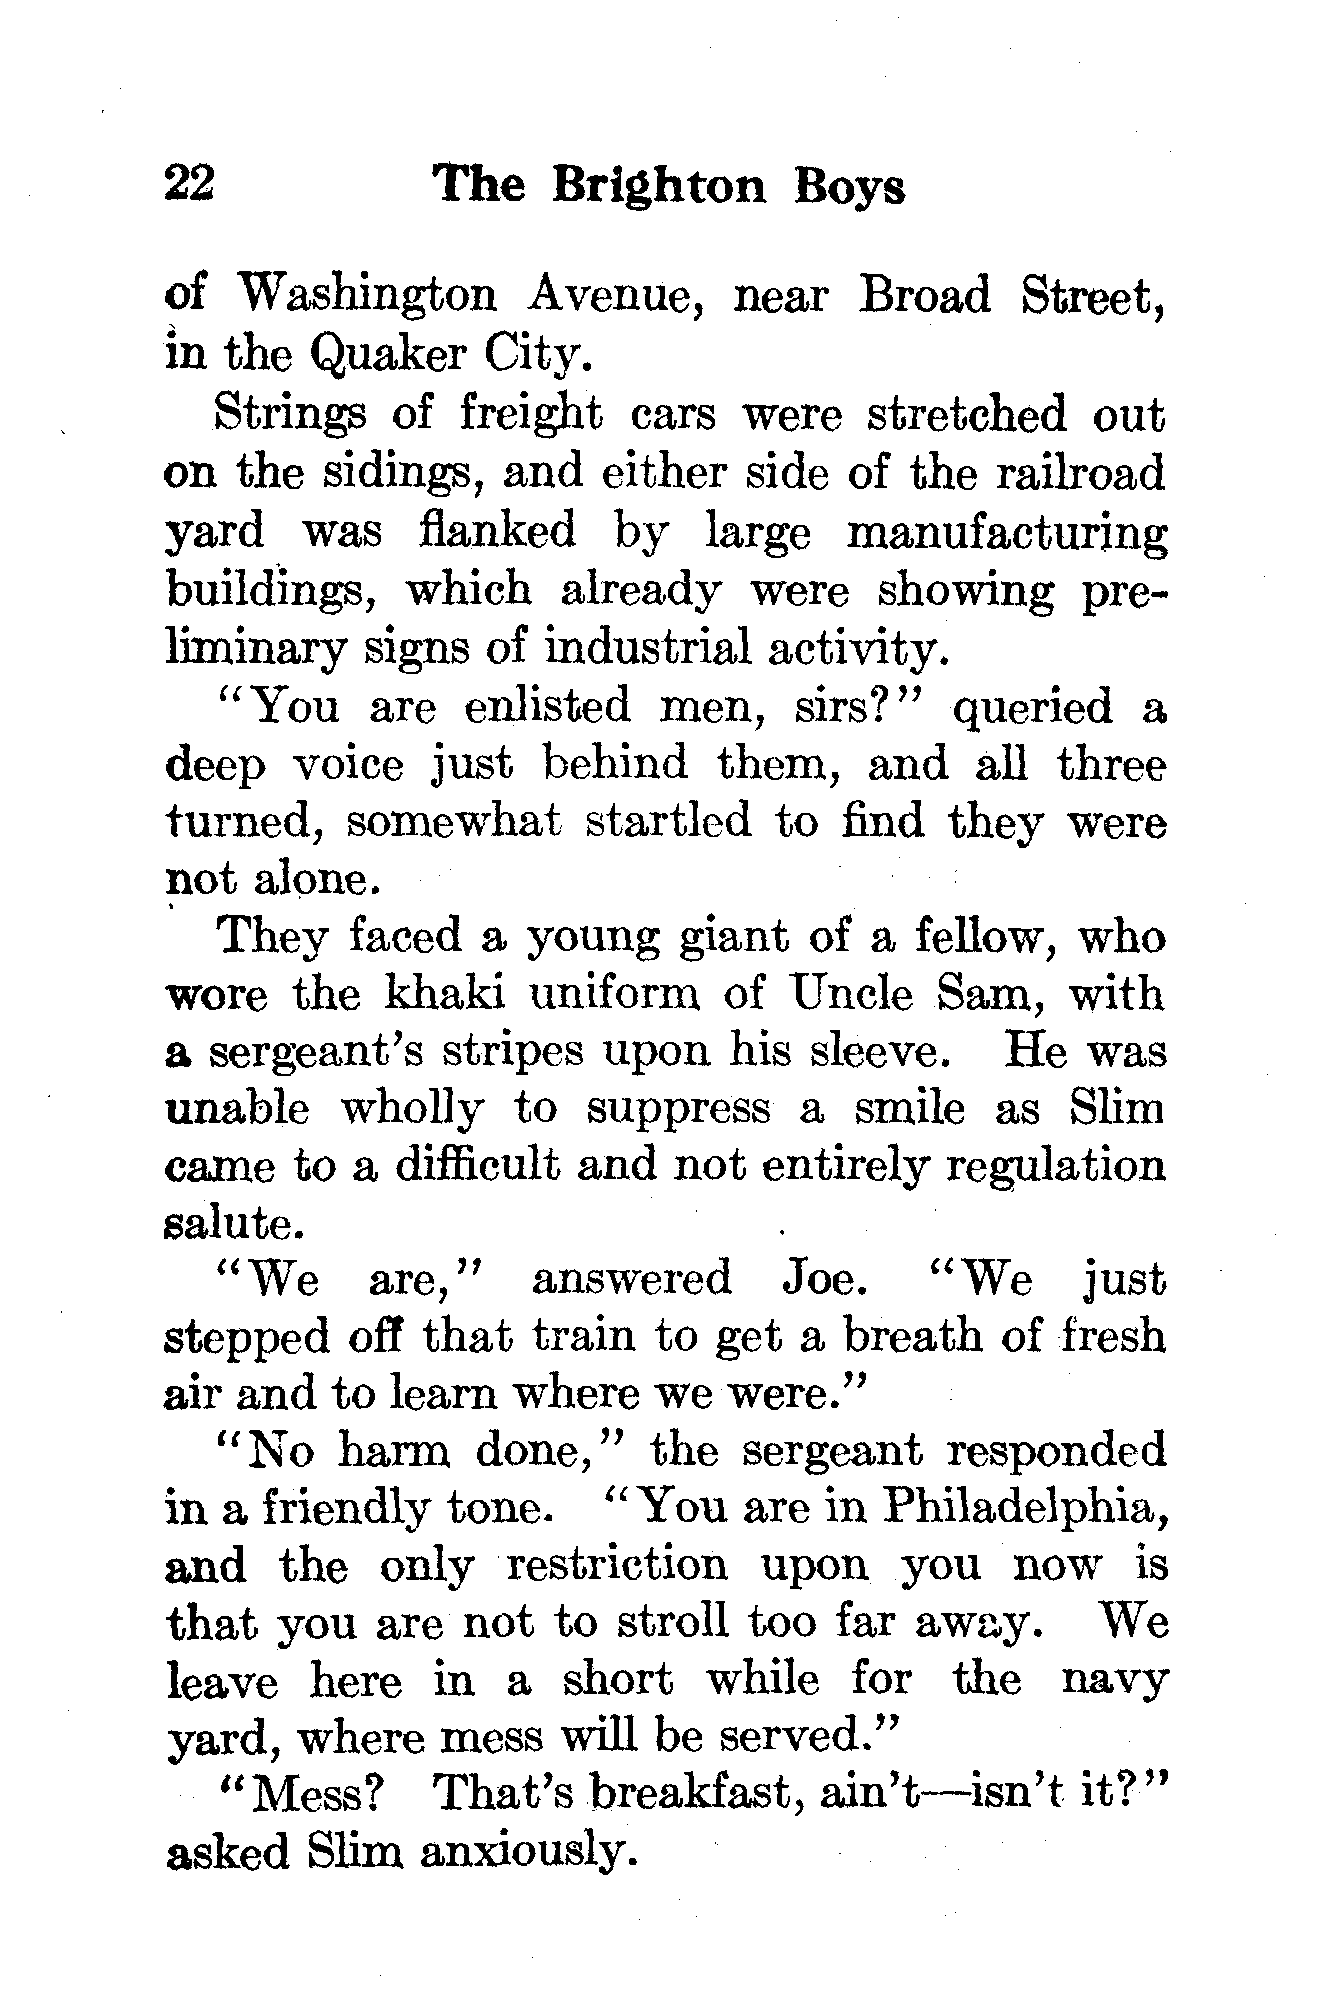 22 The Brighton Boys
of Washington Avenue, near Broad Street,
in the Quaker City.
Strings of freight cars were stretched out
on the sidings, and either side of the railroad
yard was flanked by large manufacturing
buildings, which already were showing pre-
liminary signs of industrial activity.
"You are enlisted men, sirs?" queried a
deep voice just behind them, and all three
turned, somewhat startled to find they were
not alone.
They faced a young giant of a fellow, who
wore the khaki uniform of Uncle Sam, with
a sergeant's stripes upon his sleeve. He was
unable wholly to suppress a smile as Slim
came to a difficult and not entirely regulation
salute.
"We are," answered Joe. "We just
stepped off that train to get a breath of fresh
air and to learn where we were."
"No harm done," the sergeant responded
in a friendly tone. "You are in Philadelphia,
and the only restriction upon you now is
that you are not to stroll too far away. We
leave here in a short while for the navy
yard, where mess will be served."
"Mess? That's breakfast, ain't—isn't it?"
asked Slim anxiously.